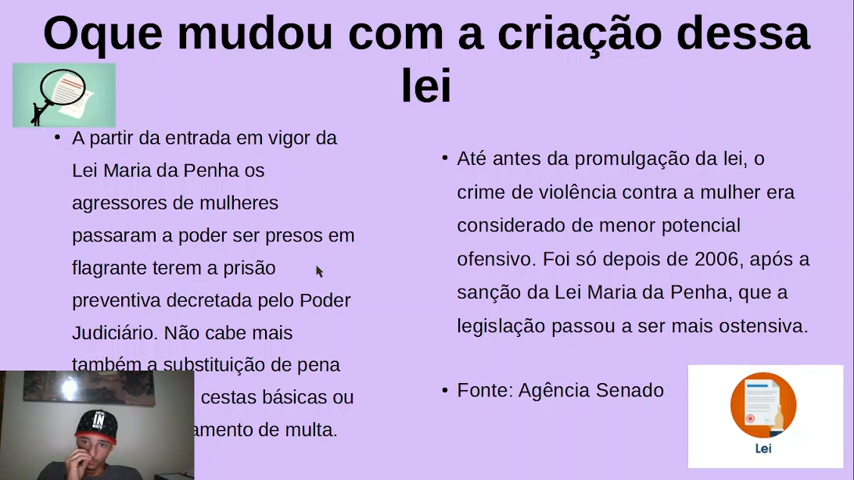 Oque mudou com a criação dessa
lei
A partir da entrada em vigor da
Lei Maria da Penha os
agressores de mulheres
passaram a poder ser presos em
flagrante terem a prisão
preventiva decretada pelo Poder
Judiciário. Não cabe mais
também a substituição de pena
cestas básicas ou
amento de multa.
Até antes da promulgação da lei, o
crime de violência contra a mulher era
considerado de menor potencial
ofensivo. Foi só depois de 2006, após a
sanção da Lei Maria da Penha, que a
legislação passou a ser mais ostensiva.
Fonte: Agência Senado
Lei
IN